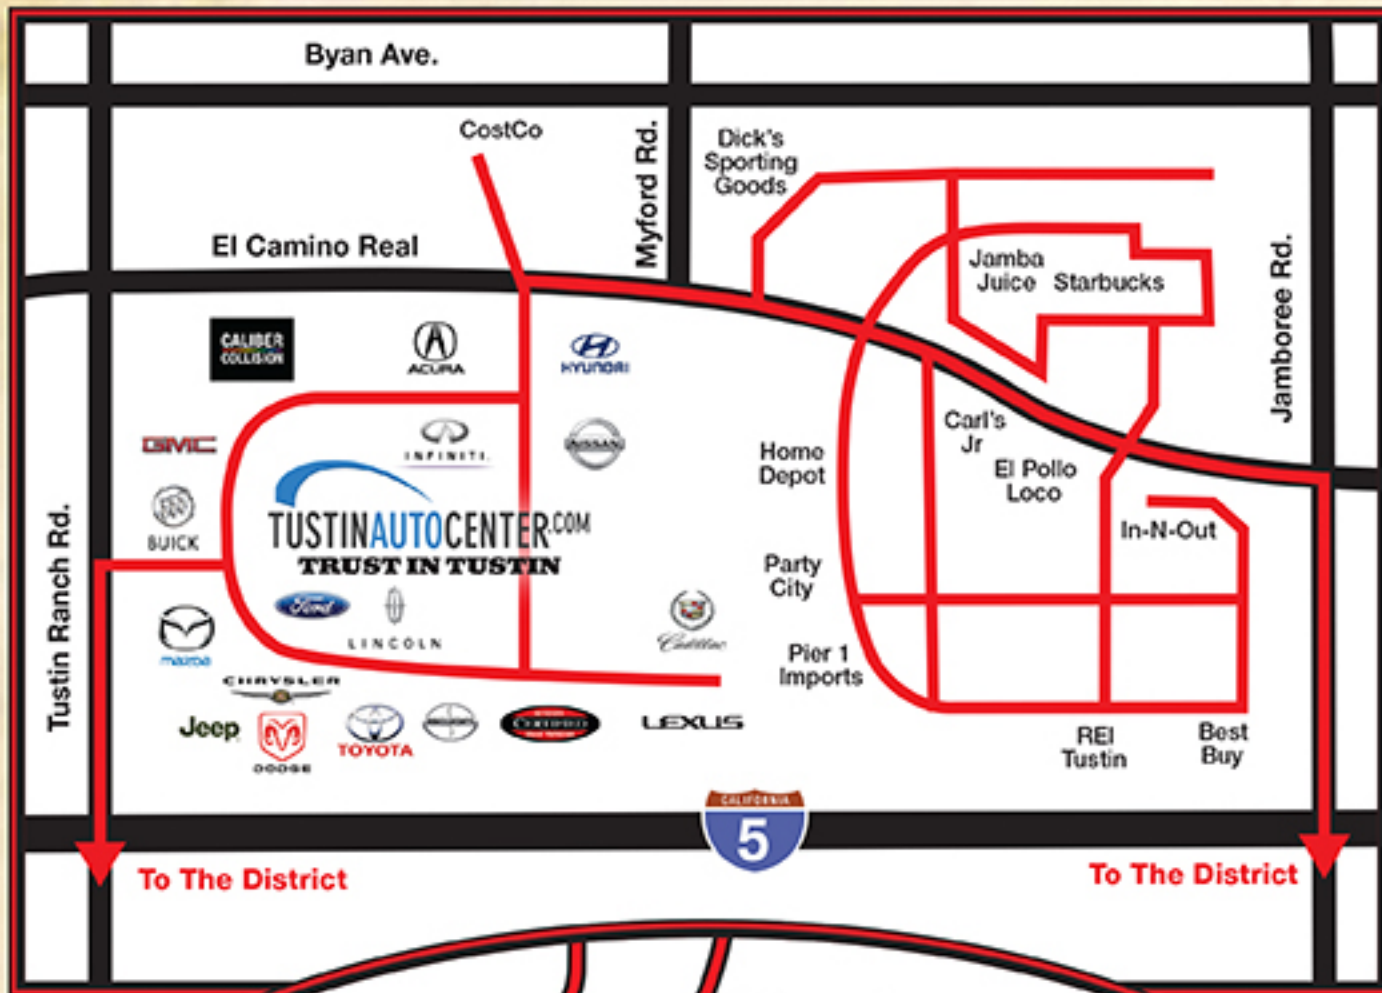 Byan Ave.
CostCo
Myford Rd.
Dick's
Sporting
Goods
El Camino Real
Jamba
Juice
Starbucks
Jamboree Rd.
CALIBER
COLLISION
ACURA
HYUNDAI
GMC
INFINITI
NISSAN
Carl's
Jr
Home
Depot
El Pollo
Loco
BUICK
TUSTINAUTOCENTER.COM
TRUST IN TUSTIN
In-N-Out
Tustin Ranch Rd.
Ford
LINCOLN
Party
City
Cadillac
mazda
Pier 1
Imports
CHRYSLER
Jeep
DODGE
TOYOTA
LEXUS
REI
Tustin
Best
Buy
CALIFORNIA
5
To The District
To The District